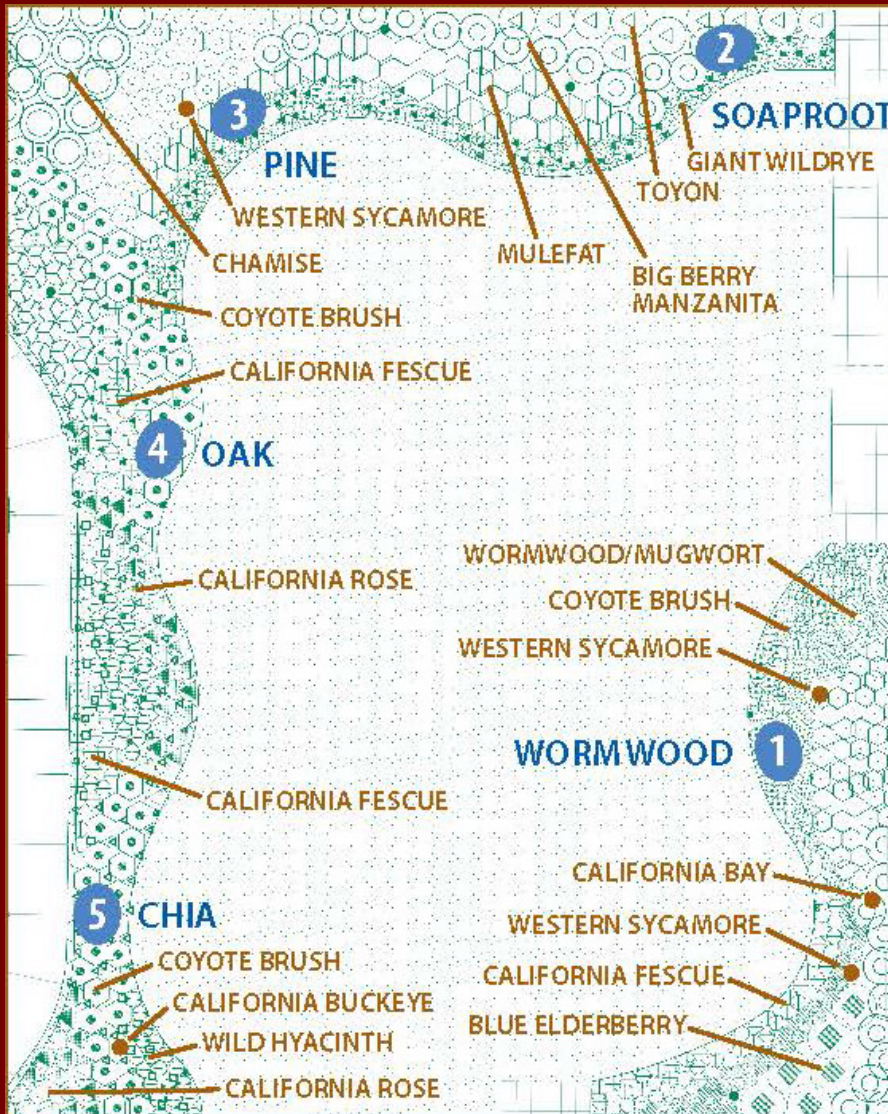 2
SOAPROOT
3
PINE
GIANT WILDRYE
TOYON
WESTERN SYCAMORE
MULEFAT
CHAMISE
BIG BERRY
MANZANITA
COYOTE BRUSH
CALIFORNIA FESCUE
4 OAK
WORMWOOD/MUGWORT
CALIFORNIA ROSE
COYOTE BRUSH
WESTERN SYCAMORE
WORMWOOD 1
CALIFORNIA FESCUE
CALIFORNIA BAY
5 CHIA
WESTERN SYCAMORE
COYOTE BRUSH
CALIFORNIA FESCUE
CALIFORNIA BUCKEYE
BLUE ELDERBERRY
WILD HYACINTH
CALIFORNIA ROSE